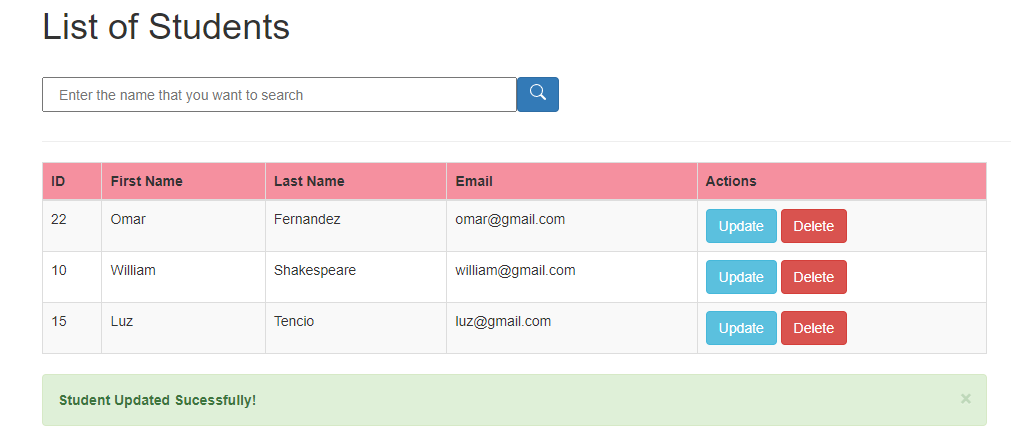 List of Students
Enter the name that you want to search
ID First Name Last Name Email Actions
22 Omar Fernandez omar@gmail.com Update Delete
10 William Shakespeare william@gmail.com Update Delete
15 Luz Tencio luz@gmail.com Update Delete
Student Updated Sucessfully! ×